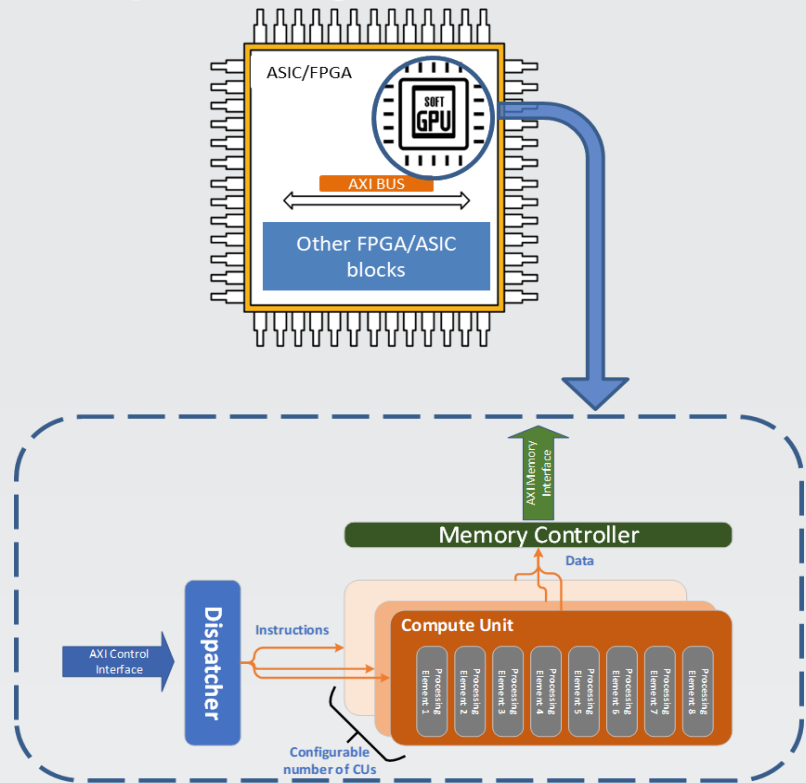 ASIC/FPGA
SOFT
GPU
AXI BUS
Other FPGA/ASIC
blocks
AXI Memory
Interface
Memory Controller
Data
Dispatcher
Instructions
AXI Control
Interface
Compute Unit
Processing
Element 1
Processing
Element 2
Processing
Element 3
Processing
Element 4
Processing
Element 5
Processing
Element 6
Processing
Element 7
Processing
Element 8
Configurable
number of CUs